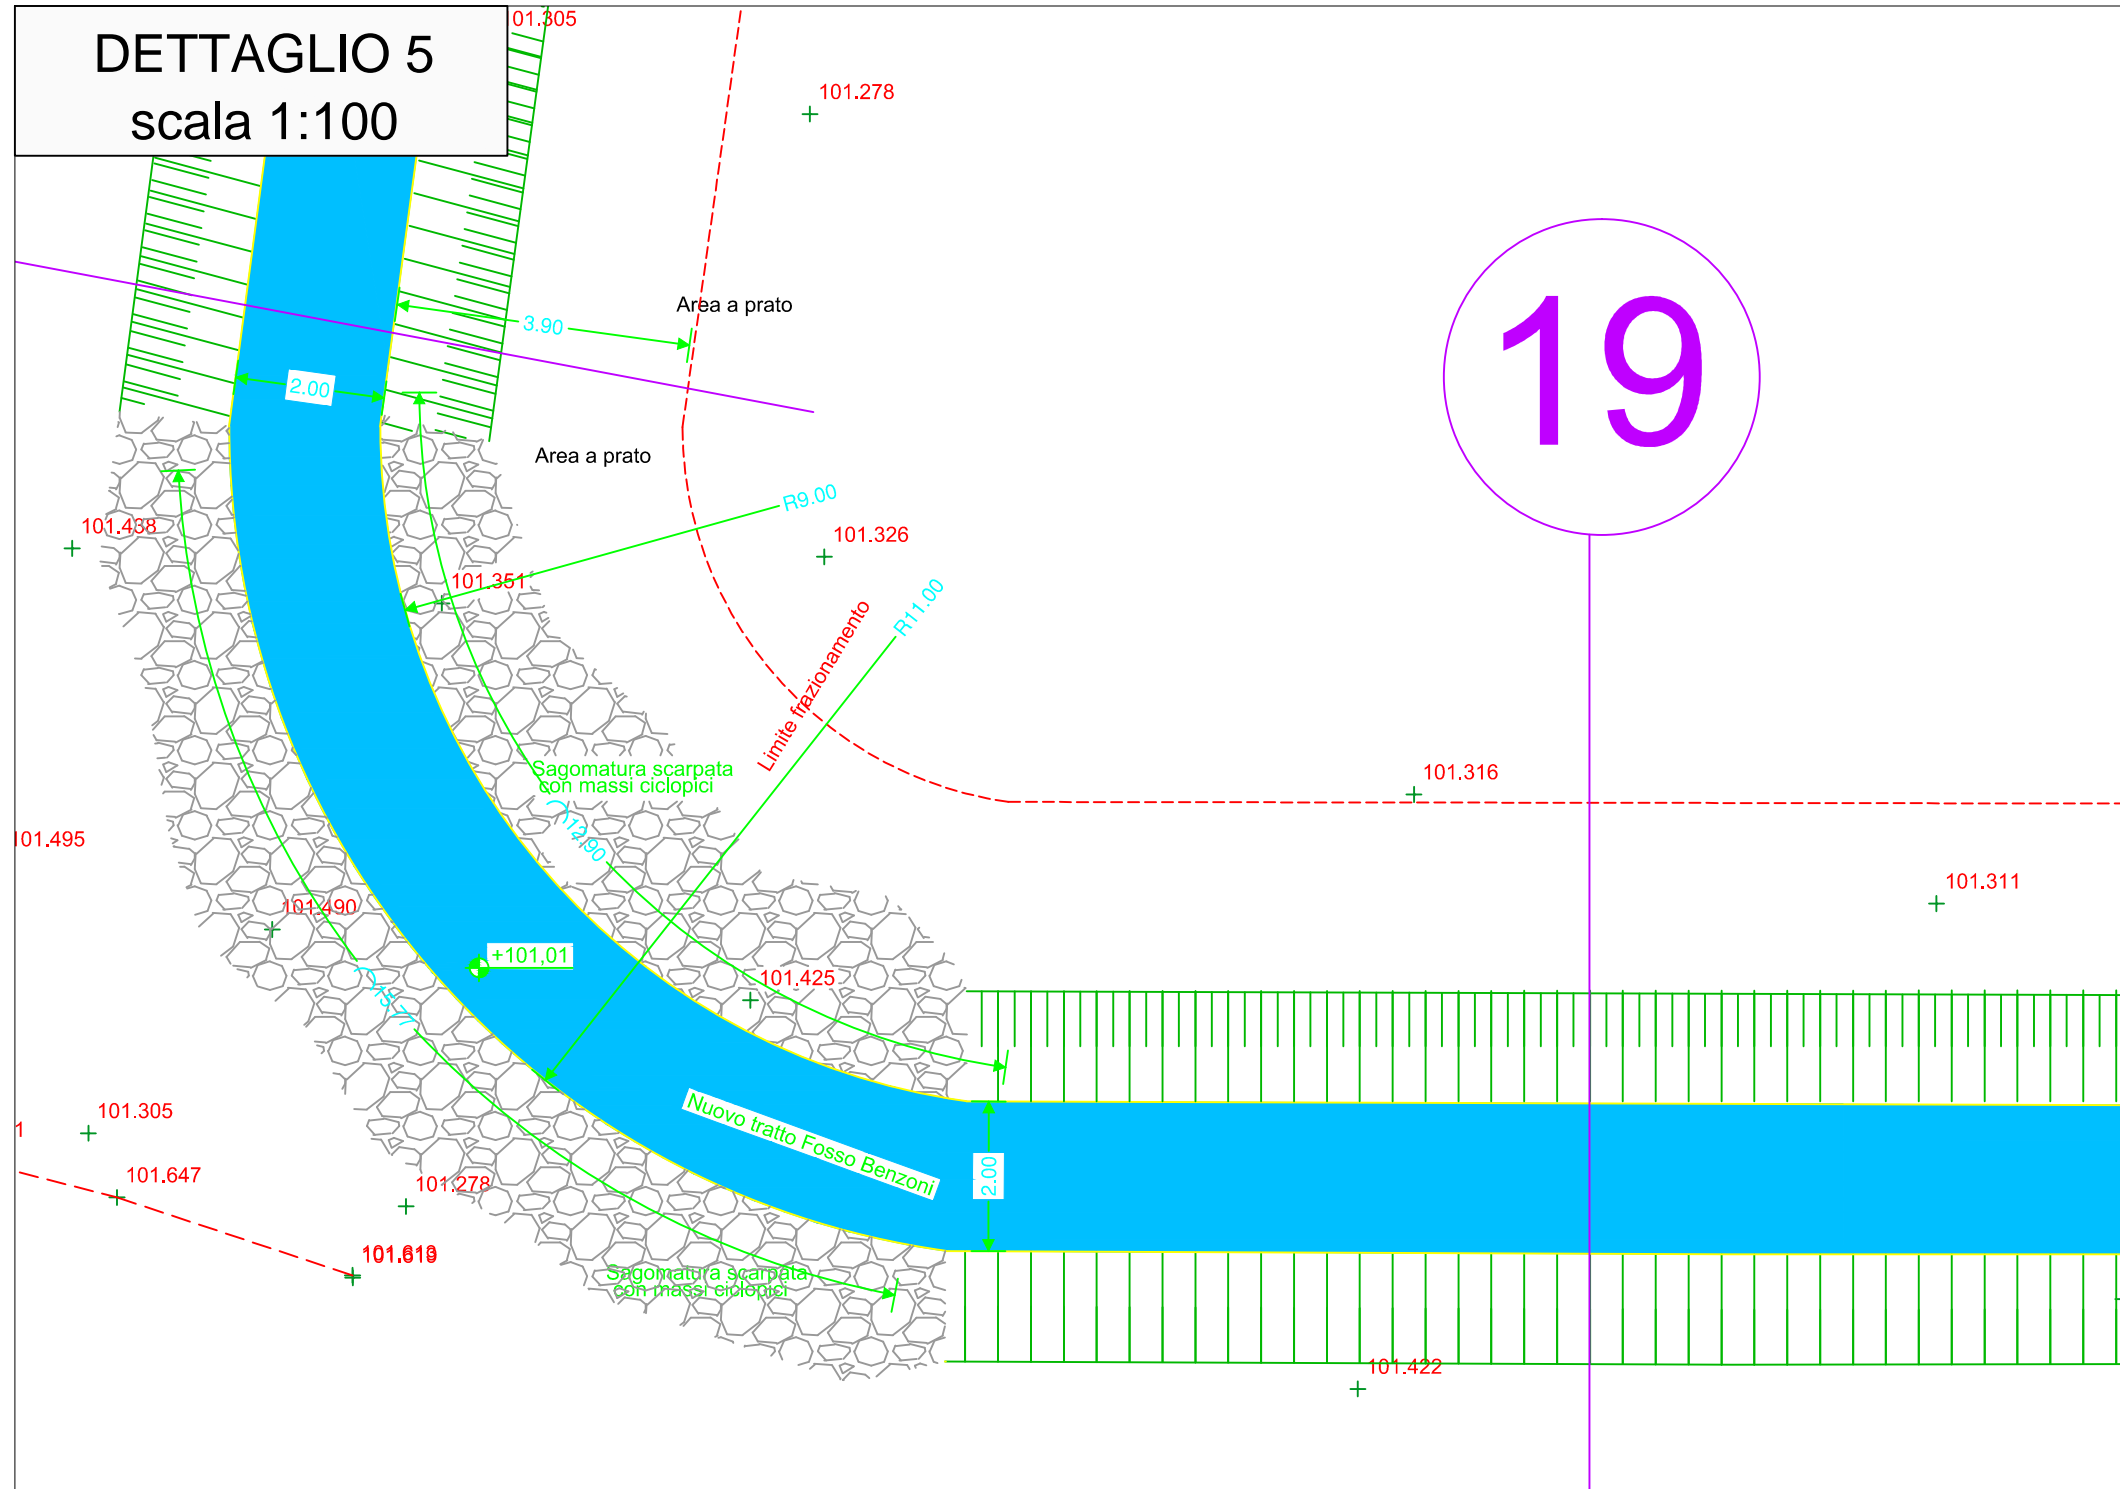 DETTAGLIO 5
scala 1:100
01.305
101.278
Area a prato
3.90
19
2.00
Area a prato
R9.00
101.438
101.326
101.351
R11.00
Limite frazionamento
Sagomatura scarpata
con massi ciclopici
101.316
12.90
101.495
101.311
101.490
+101,01
101.425
15.77
Nuovo tratto Fosso Benzoni
2.00
101.305
1
101.647
101.278
Sagomatura scarpata
con massi ciclopici
101.422